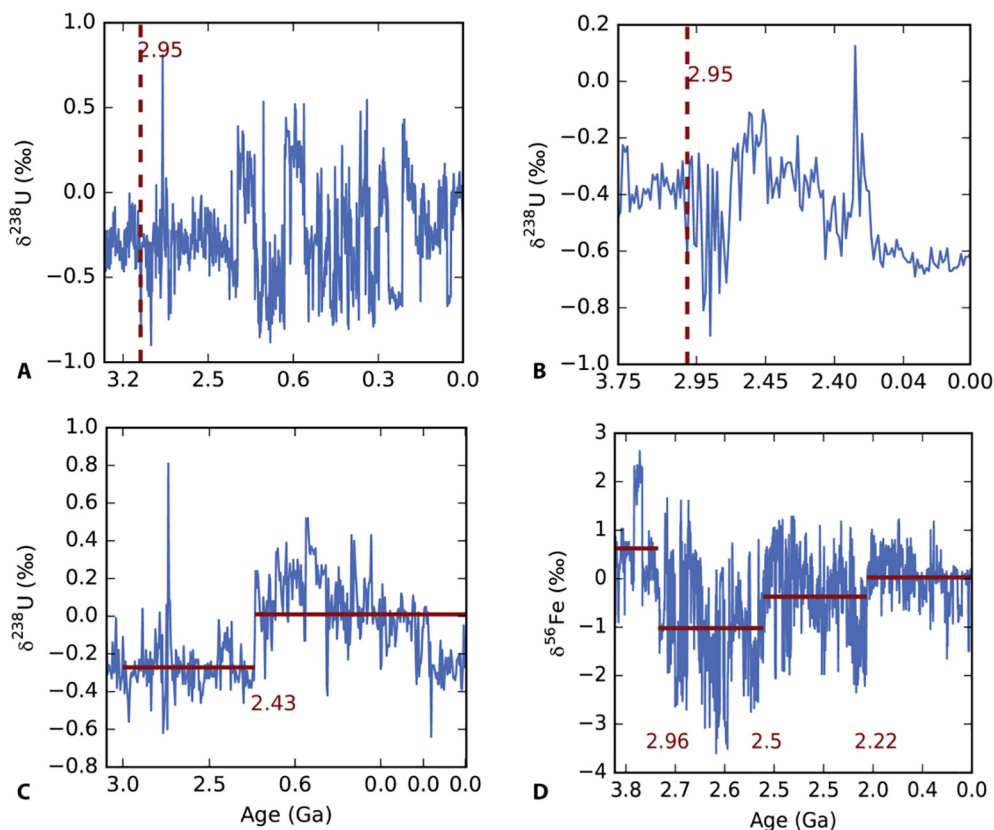 1.0
0.5
0.0
−0.5
−1.0
δ²³⁸U (‰)
2.95
3.2 2.5 0.6 0.3 0.0
A
0.2
0.0
−0.2
−0.4
−0.6
−0.8
−1.0
δ²³⁸U (‰)
2.95
3.75 2.95 2.45 2.40 0.04 0.00
B
1.0
0.8
0.6
0.4
0.2
0.0
−0.2
−0.4
−0.6
−0.8
δ²³⁸U (‰)
2.43
3.0 2.5 0.6 0.0 0.0 0.0
Age (Ga)
C
3
2
1
0
−1
−2
−3
−4
δ⁵⁶Fe (‰)
2.96 2.5 2.22
3.8 2.7 2.6 2.5 2.5 2.0 0.4 0.0
Age (Ga)
D